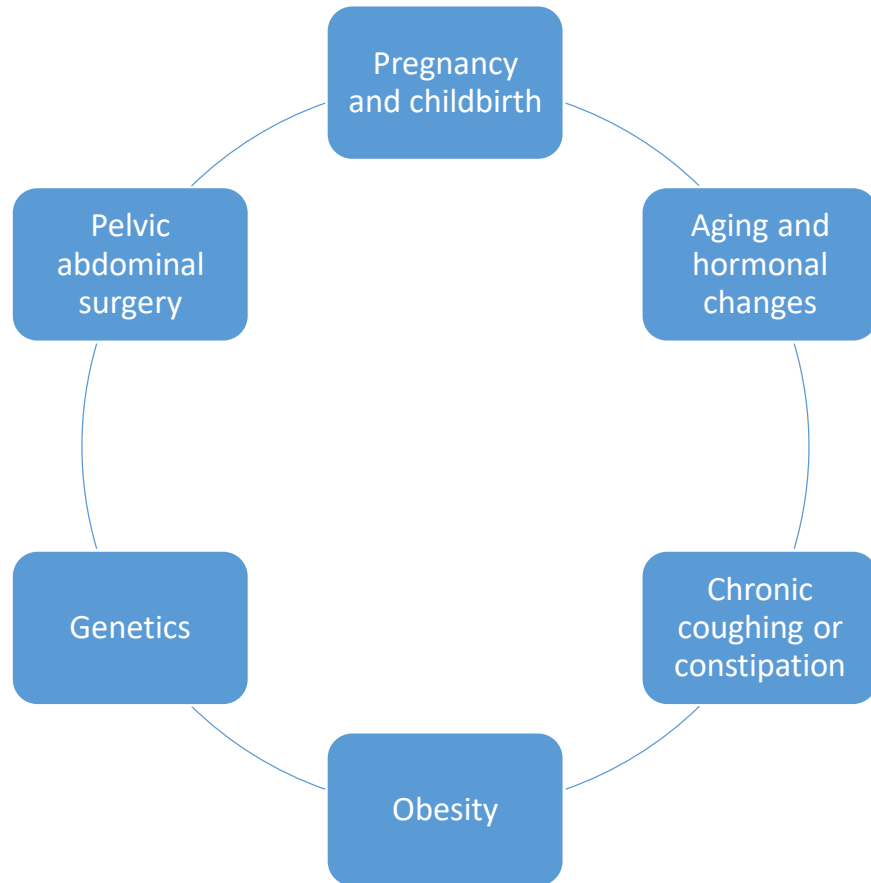 Pregnancy
and childbirth
Aging and
hormonal
changes
Chronic
coughing or
constipation
Obesity
Genetics
Pelvic
abdominal
surgery